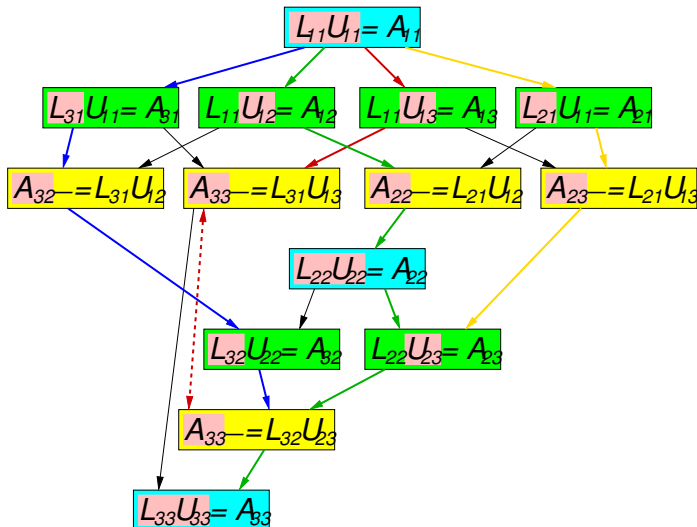 L₁₁U₁₁= A₁₁
L₃₁U₁₁= A₃₁ L₁₁U₁₂= A₁₂ L₁₁U₁₃= A₁₃ L₂₁U₁₁= A₂₁
A₃₂—=L₃₁U₁₂ A₃₃—=L₃₁U₁₃ A₂₂—=L₂₁U₁₂ A₂₃—=L₂₁U₁₃
L₂₂U₂₂= A₂₂
L₃₂U₂₂= A₃₂ L₂₂U₂₃= A₂₃
A₃₃—=L₃₂U₂₃
L₃₃U₃₃= A₃₃